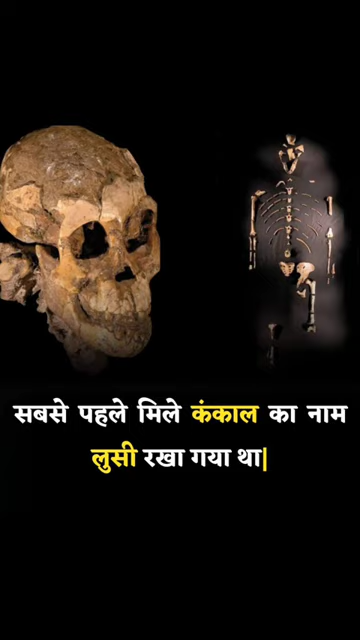 सबसे पहले मिले कंकाल का नाम
लुसी रखा गया था|